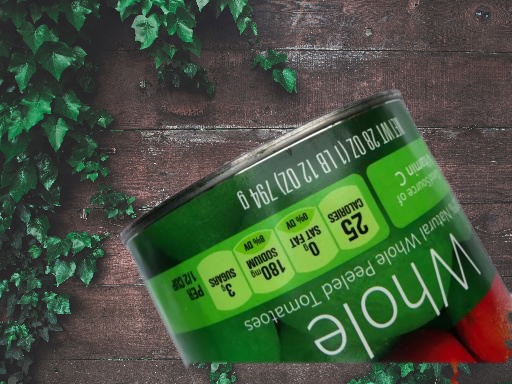 Whole
Natural Whole Peeled Tomatoes
Source of
Vitamin C
PER
1/2 CUP
25
CALORIES
0g
SAT FAT
0% DV
180mg
SODIUM
8% DV
3g
SUGARS
NET WT 28 OZ (1 LB 12 OZ) 794 g